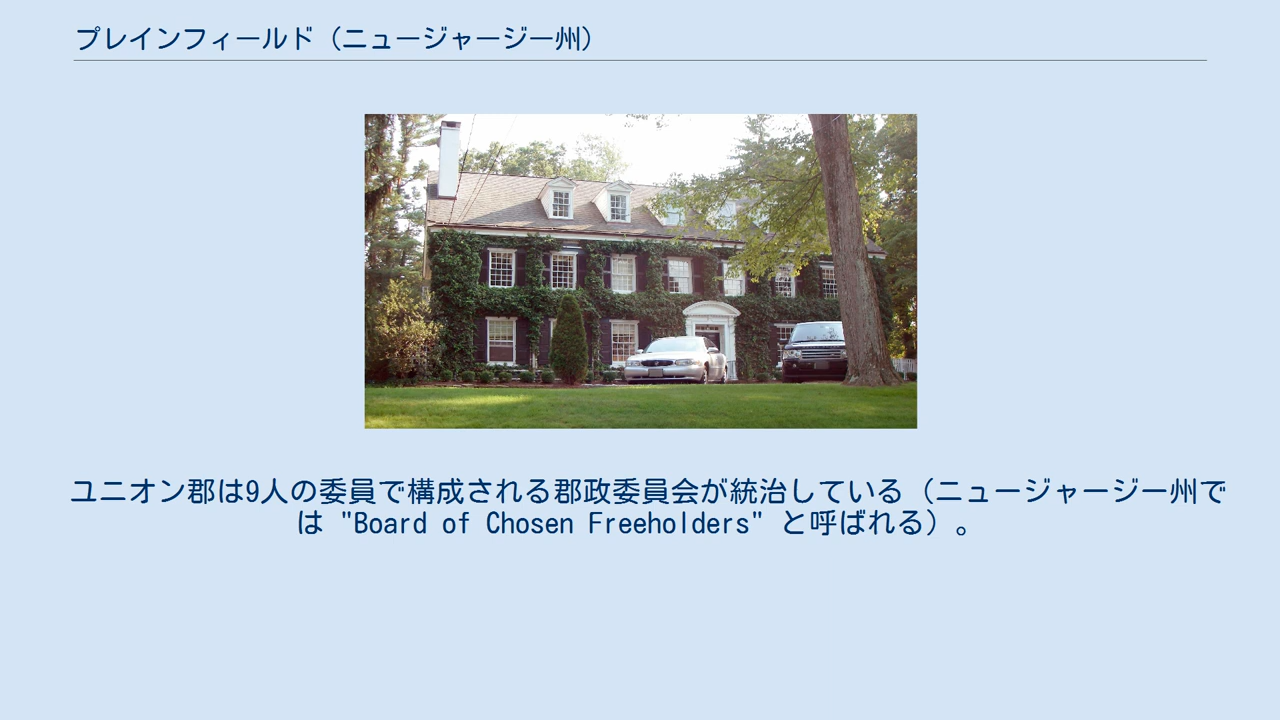 プレインフィールド（ニュージャージー州）
ユニオン郡は9人の委員で構成される郡政委員会が統治している（ニュージャージー州で
は "Board of Chosen Freeholders" と呼ばれる）。